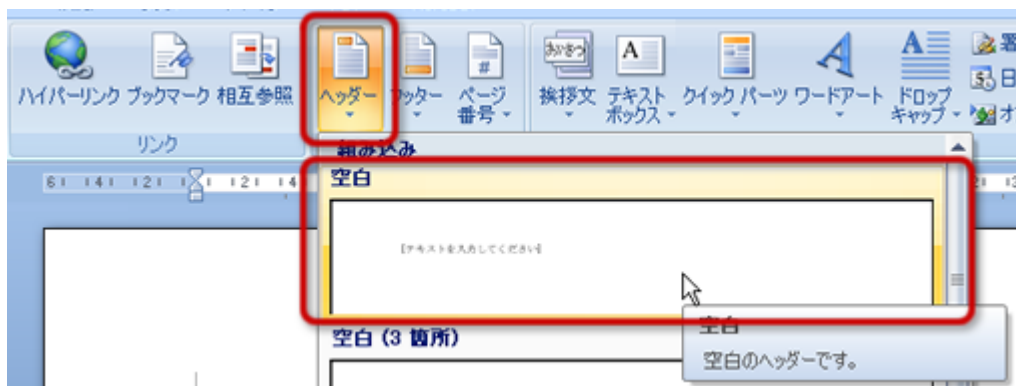 ハイパーリンク ブックマーク 相互参照 ヘッダー フッター ページ番号 挨拶文 テキストボックス クイック パーツ ワードアート ドロップキャップ
リンク
組み込み
空白
[テキストを入力してください]
空白 (3 箇所)
空白
空白のヘッダーです。